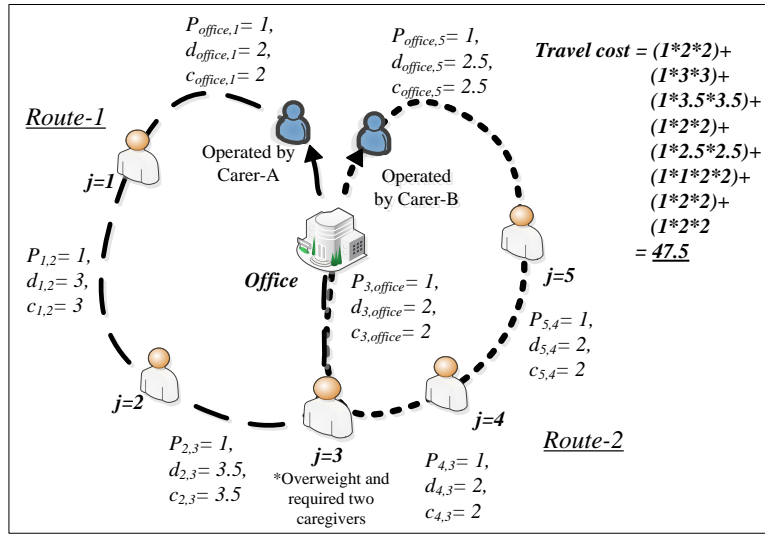 P_office,1= 1,
d_office,1= 2,
c_office,1= 2
P_office,5= 1,
d_office,5= 2.5,
c_office,5= 2.5
Travel cost = (1*2*2)+
(1*3*3)+
(1*3.5*3.5)+
(1*2*2)+
(1*2.5*2.5)+
(1*1*2*2)+
(1*2*2)+
(1*2*2
= 47.5
Route-1
Operated by
Carer-A
Operated
by Carer-B
j=1
P_1,2= 1,
d_1,2= 3,
c_1,2= 3
Office
P_3,office= 1,
d_3,office= 2,
c_3,office= 2
j=5
P_5,4= 1,
d_5,4= 2,
c_5,4= 2
j=2
j=4
P_2,3= 1,
d_2,3= 3.5,
c_2,3= 3.5
j=3
*Overweight and
required two
caregivers
P_4,3= 1,
d_4,3= 2,
c_4,3= 2
Route-2